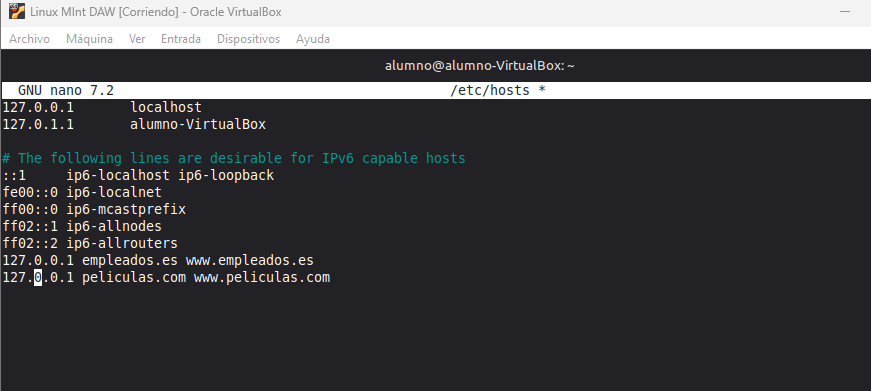 Linux MInt DAW [Corriendo] - Oracle VirtualBox
Archivo Máquina Ver Entrada Dispositivos Ayuda
alumno@alumno-VirtualBox: ~
GNU nano 7.2 /etc/hosts *
127.0.0.1 localhost
127.0.1.1 alumno-VirtualBox
# The following lines are desirable for IPv6 capable hosts
::1 ip6-localhost ip6-loopback
fe00::0 ip6-localnet
ff00::0 ip6-mcastprefix
ff02::1 ip6-allnodes
ff02::2 ip6-allrouters
127.0.0.1 empleados.es www.empleados.es
127.0.0.1 peliculas.com www.peliculas.com